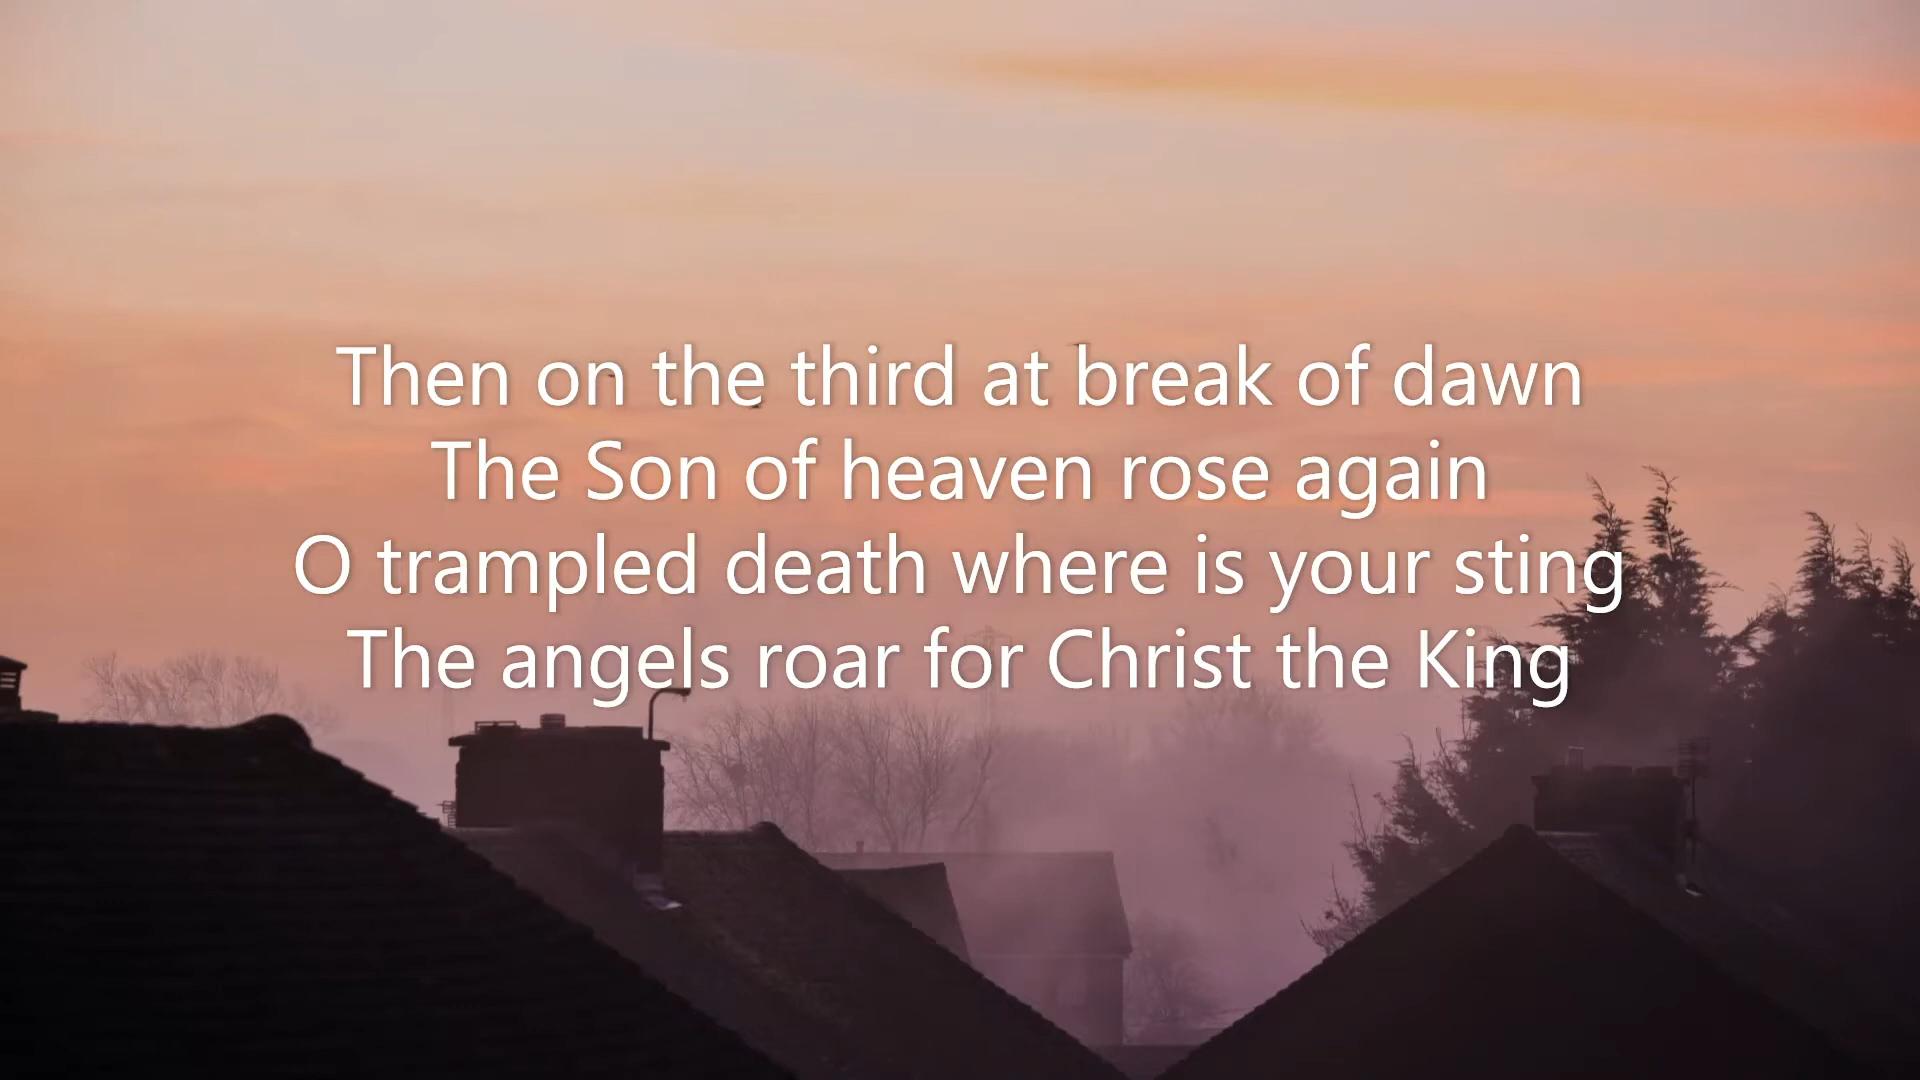 Then on the third at break of dawn
The Son of heaven rose again
O trampled death where is your sting
The angels roar for Christ the King